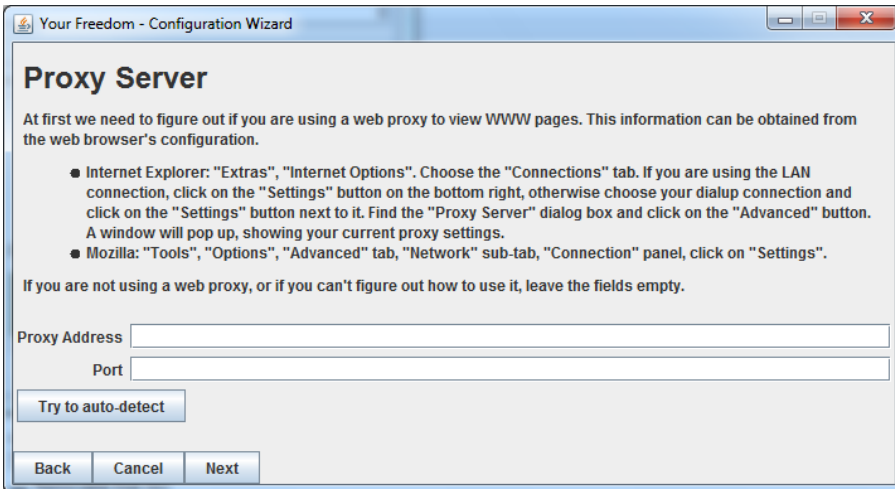 Your Freedom - Configuration Wizard
Proxy Server
At first we need to figure out if you are using a web proxy to view WWW pages. This information can be obtained from
the web browser's configuration.
Internet Explorer: "Extras", "Internet Options". Choose the "Connections" tab. If you are using the LAN
connection, click on the "Settings" button on the bottom right, otherwise choose your dialup connection and
click on the "Settings" button next to it. Find the "Proxy Server" dialog box and click on the "Advanced" button.
A window will pop up, showing your current proxy settings.
Mozilla: "Tools", "Options", "Advanced" tab, "Network" sub-tab, "Connection" panel, click on "Settings".
If you are not using a web proxy, or if you can't figure out how to use it, leave the fields empty.
Proxy Address
Port
Try to auto-detect
Back Cancel Next